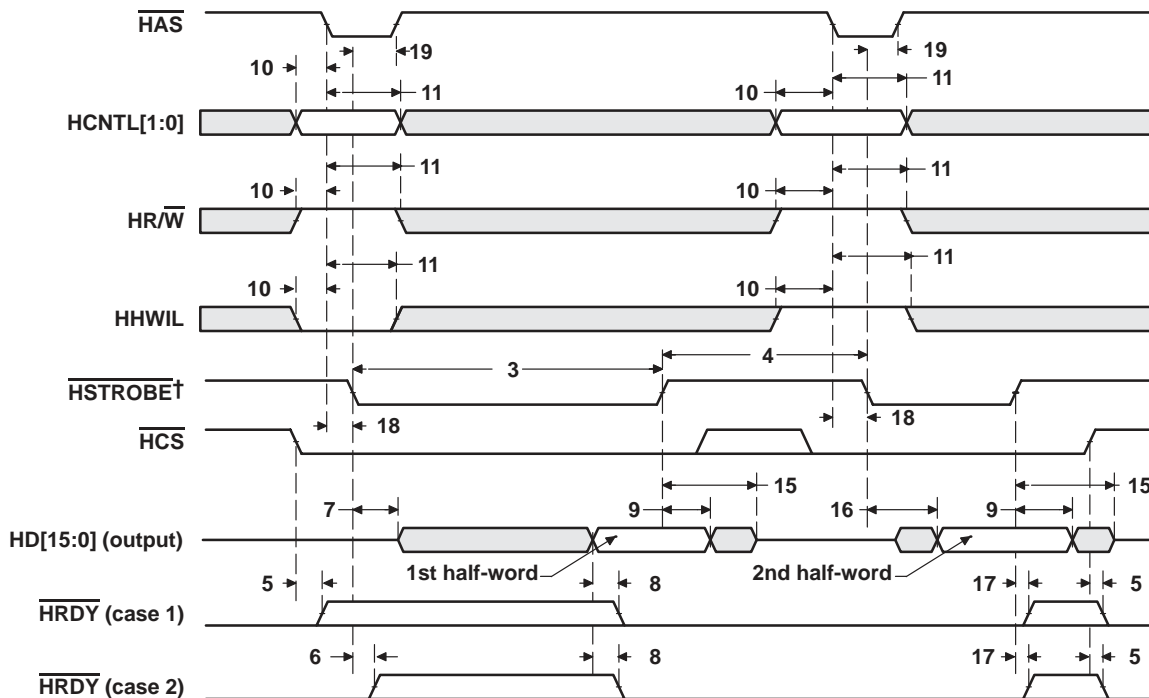 HAS
19
19
10
11
10
11
HCNTL[1:0]
11
11
10
10
HR/W
11
11
10
10
HHWIL
3
4
HSTROBE†
18
18
HCS
15
15
7
9
16
9
HD[15:0] (output)
1st half-word
2nd half-word
5
8
17
5
HRDY (case 1)
6
8
17
5
HRDY (case 2)